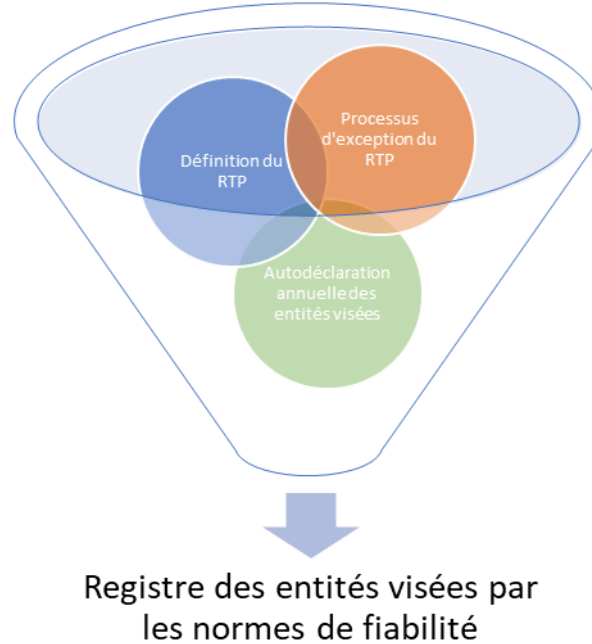 Processus
d'exception du
RTP
Définition du
RTP
Autodéclaration
annuelle des
entités visées
Registre des entités visées par
les normes de fiabilité